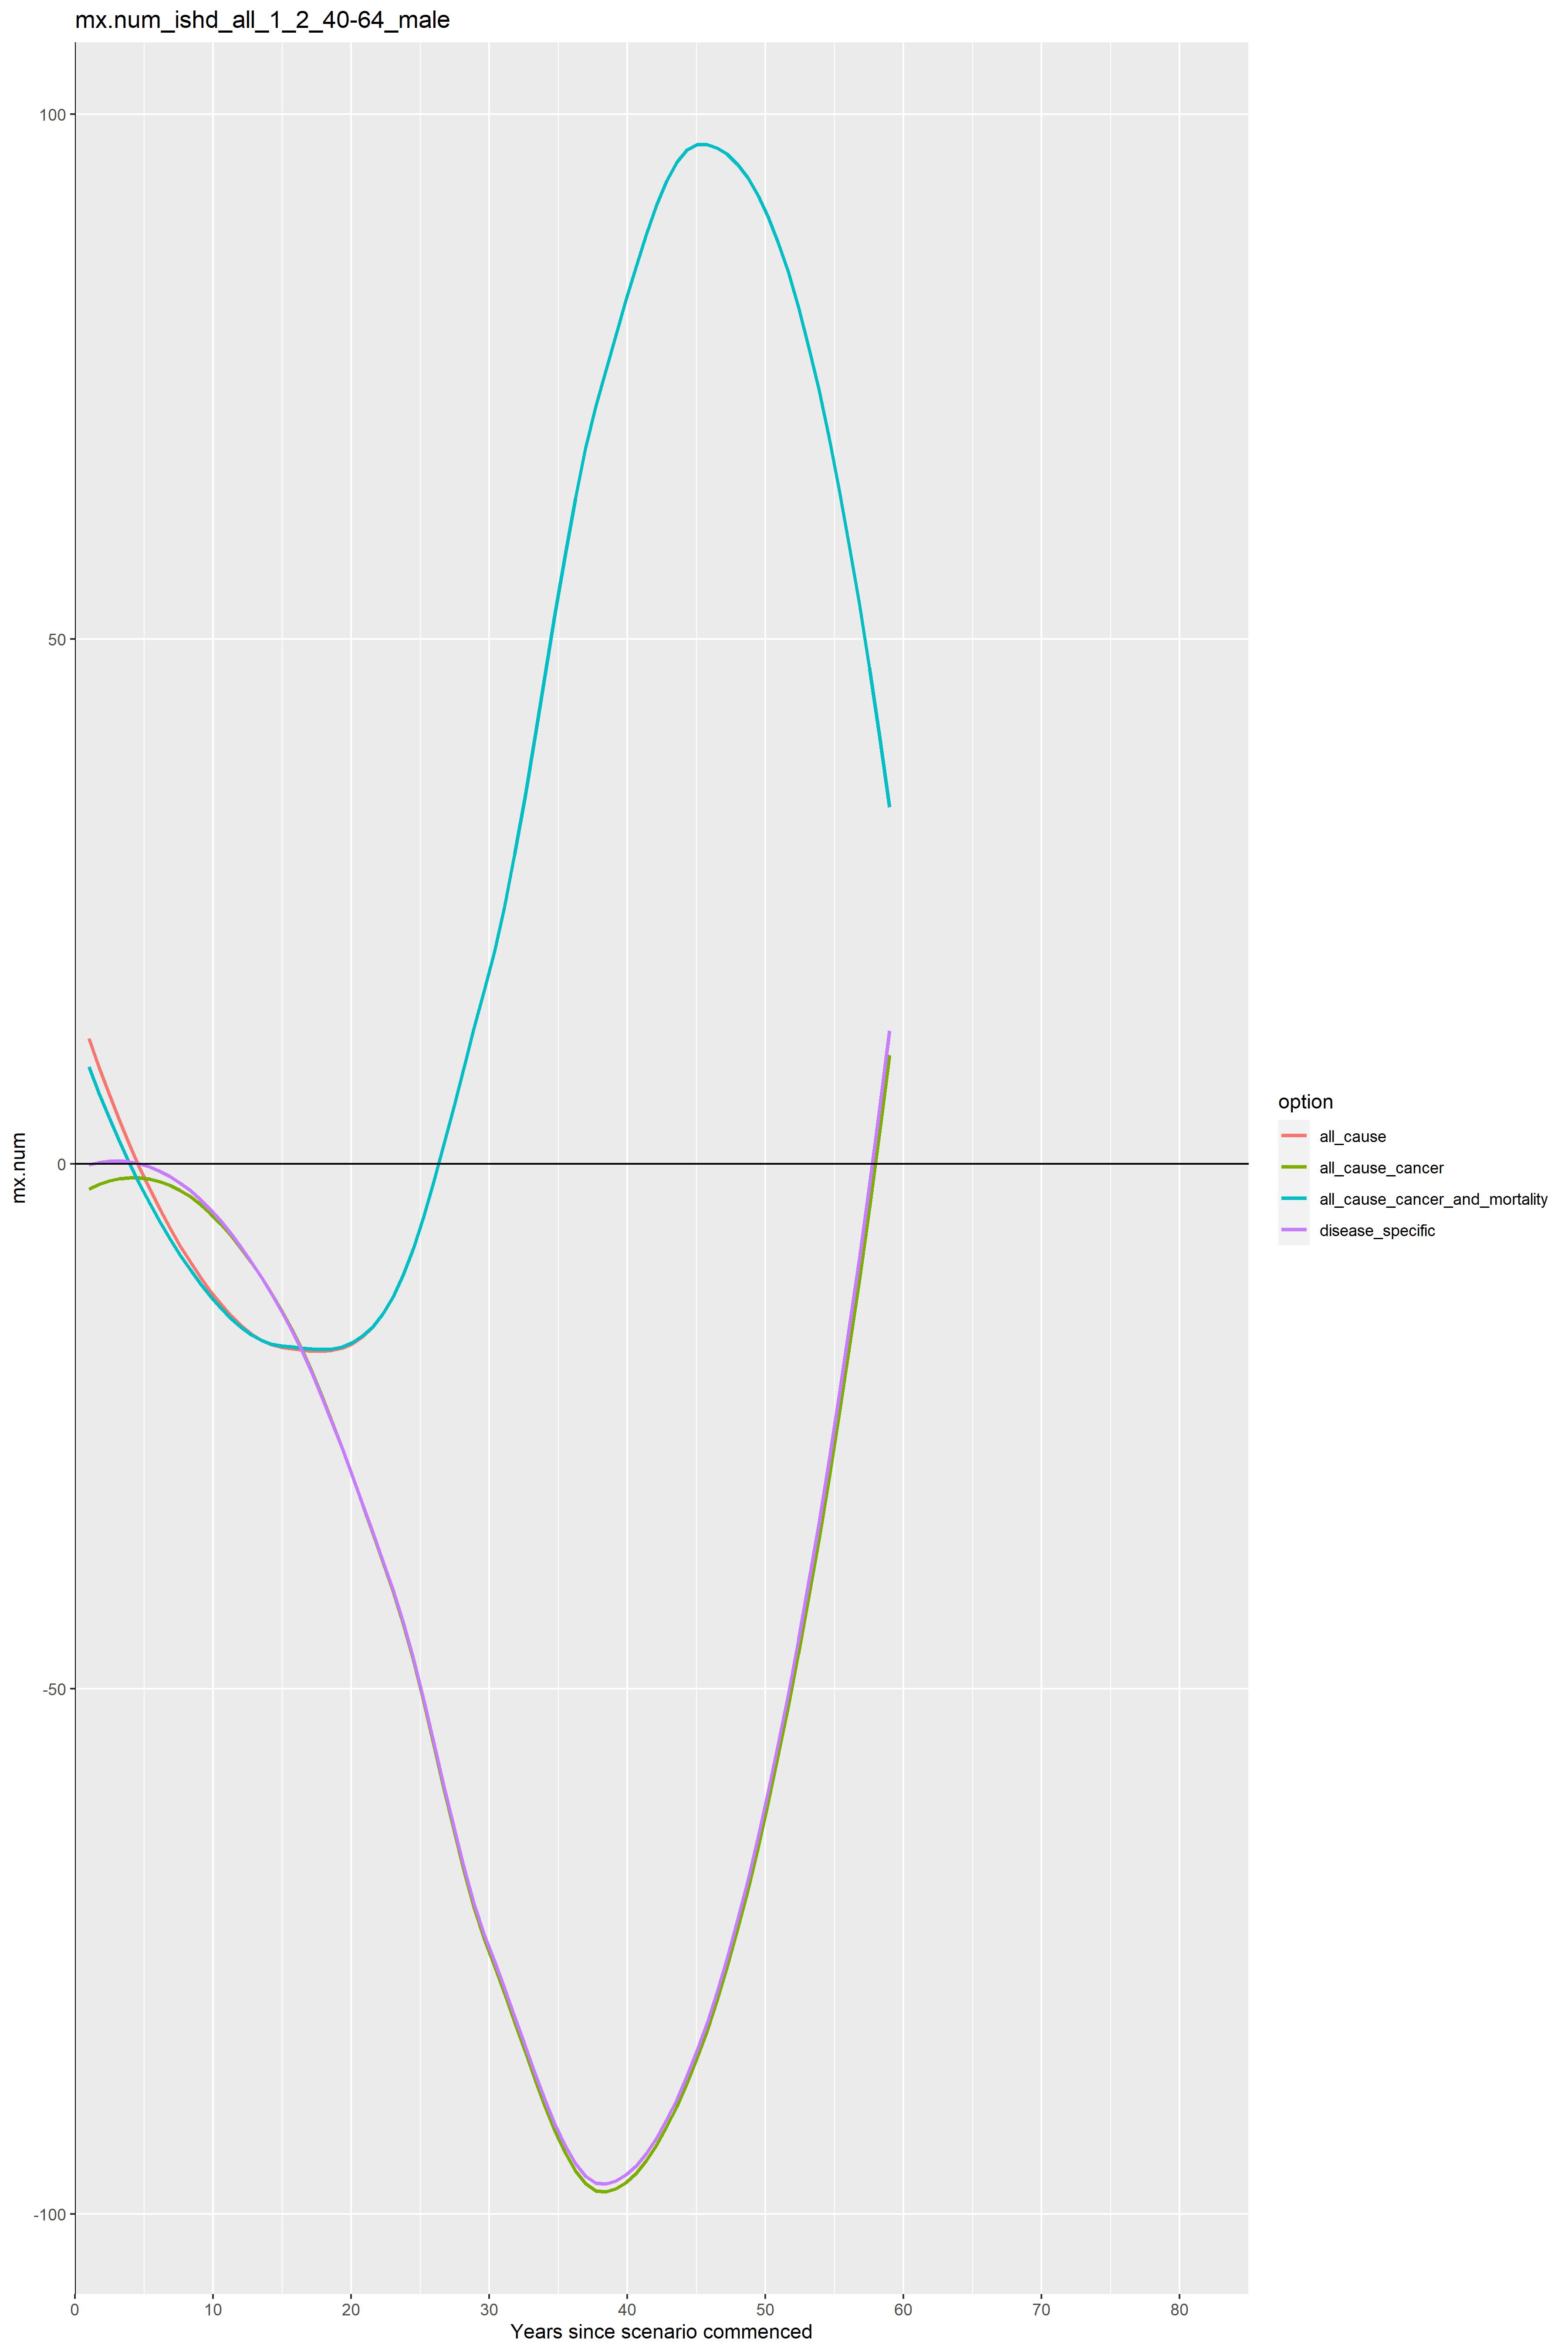 mx.num_ishd_all_1_2_40-64_male
100
50
0
-50
-100
mx.num
0 10 20 30 40 50 60 70 80
Years since scenario commenced
option
all_cause
all_cause_cancer
all_cause_cancer_and_mortality
disease_specific